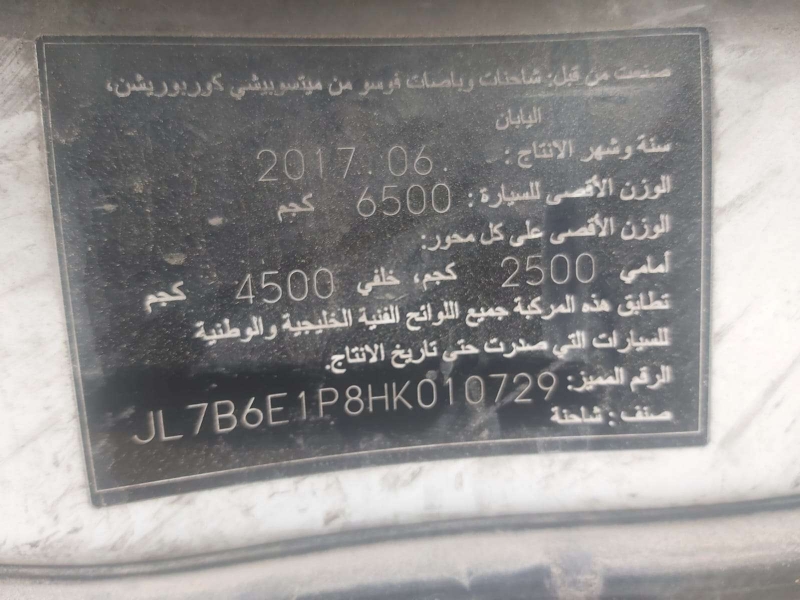 صنعت من قبل: شاحنات وباصات فوسو من ميتسوبيشي كوربوريشن،
اليابان
سنة وشهر الانتاج: 2017.06.
الوزن الأقصى للسيارة: 6500 كجم
الوزن الأقصى على كل محور:
أمامي 2500 كجم، خلفي 4500 كجم
تطابق هذه المركبة جميع اللوائح الفنية الخليجية والوطنية
للسيارات التي صدرت حتى تاريخ الانتاج.
الرقم المميز: JL7B6E1P8HK010729
صنف: شاحنة